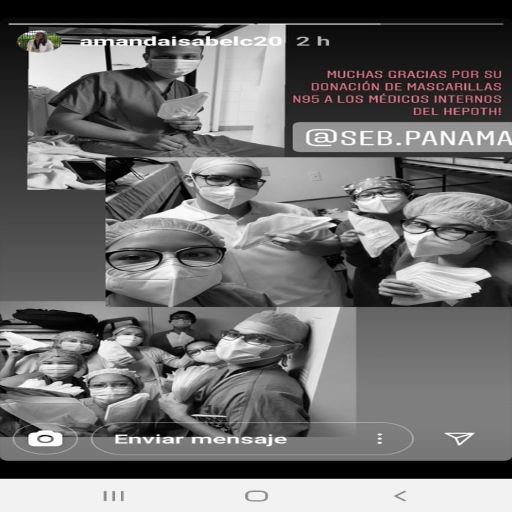 amandaisabelc20 2 h
MUCHAS GRACIAS POR SU
DONACIÓN DE MASCARILLAS
N95 A LOS MÉDICOS INTERNOS
DEL HEPOTH!
@SEB.PANAMA
Enviar mensaje